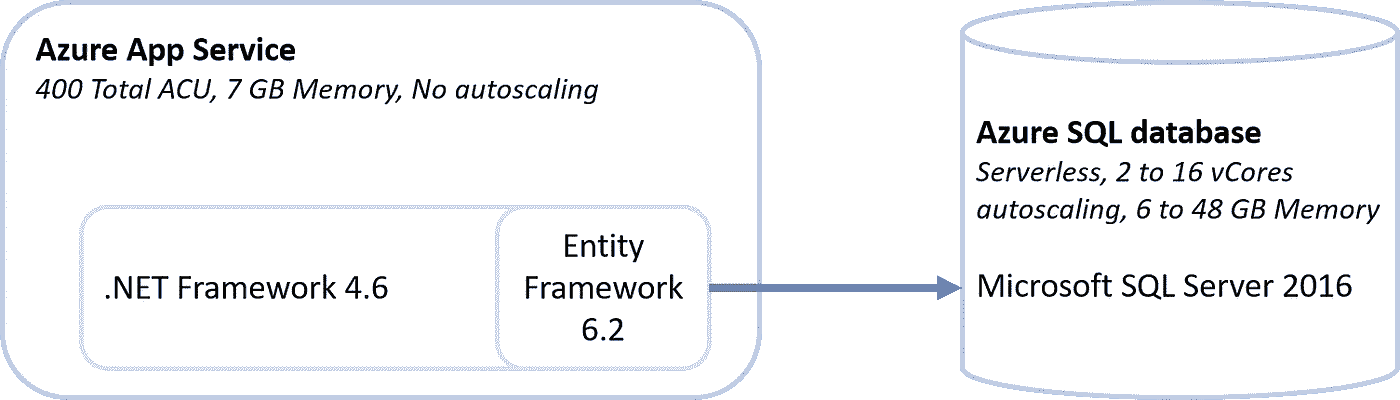 Azure App Service
400 Total ACU, 7 GB Memory, No autoscaling
.NET Framework 4.6
Entity
Framework
6.2
Azure SQL database
Serverless, 2 to 16 vCores
autoscaling, 6 to 48 GB Memory
Microsoft SQL Server 2016